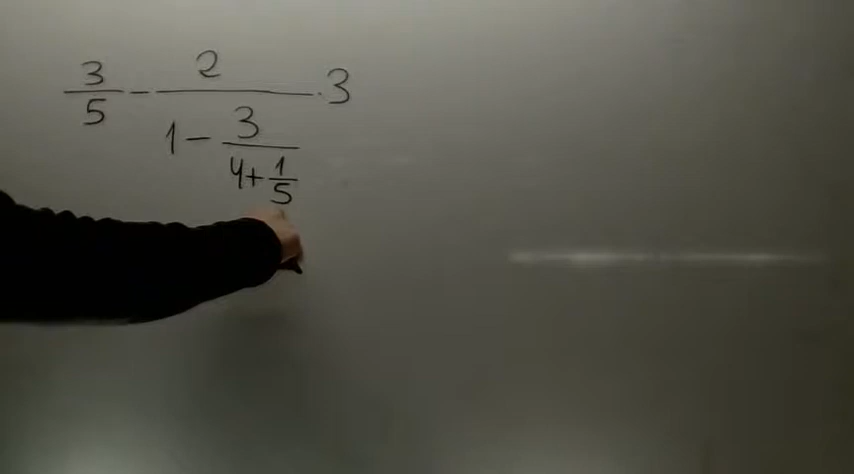 3/5 - 2/(1 - 3/(4 + 1/5)) · 3